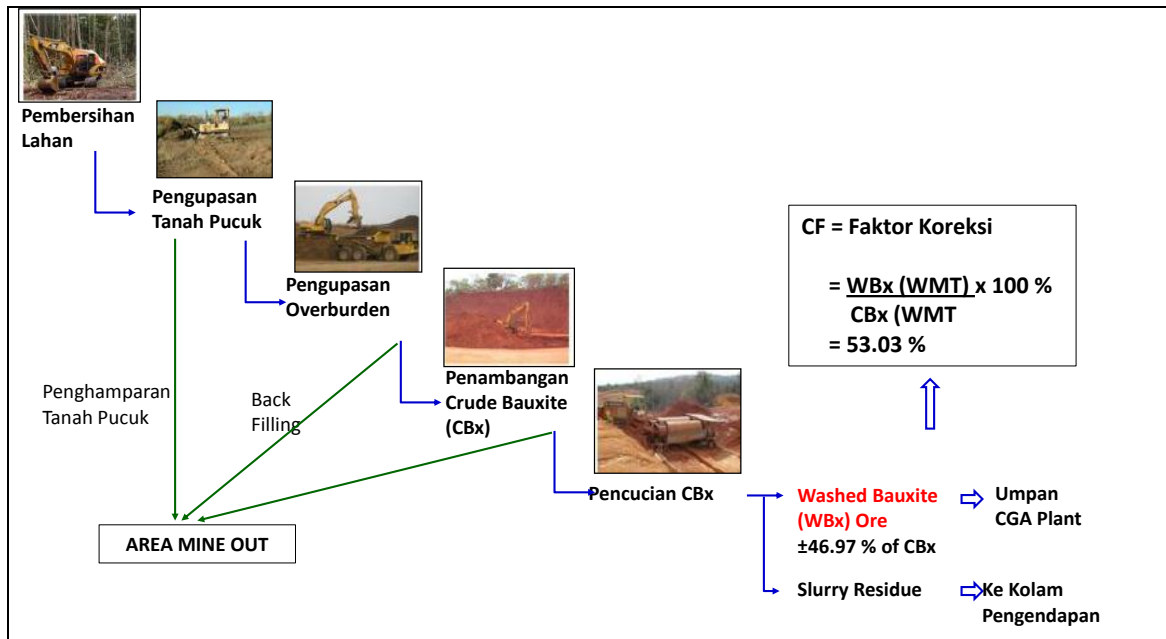 Pembersihan
Lahan
Pengupasan
Tanah Pucuk
Pengupasan
Overburden
CF = Faktor Koreksi
= WBx (WMT) x 100 %
CBx (WMT
= 53.03 %
Penambangan
Crude Bauxite
(CBx)
Penghamparan
Tanah Pucuk
Back
Filling
Pencucian CBx
Washed Bauxite
(WBx) Ore
±46.97 % of CBx
Umpan
CGA Plant
AREA MINE OUT
Slurry Residue
Ke Kolam
Pengendapan